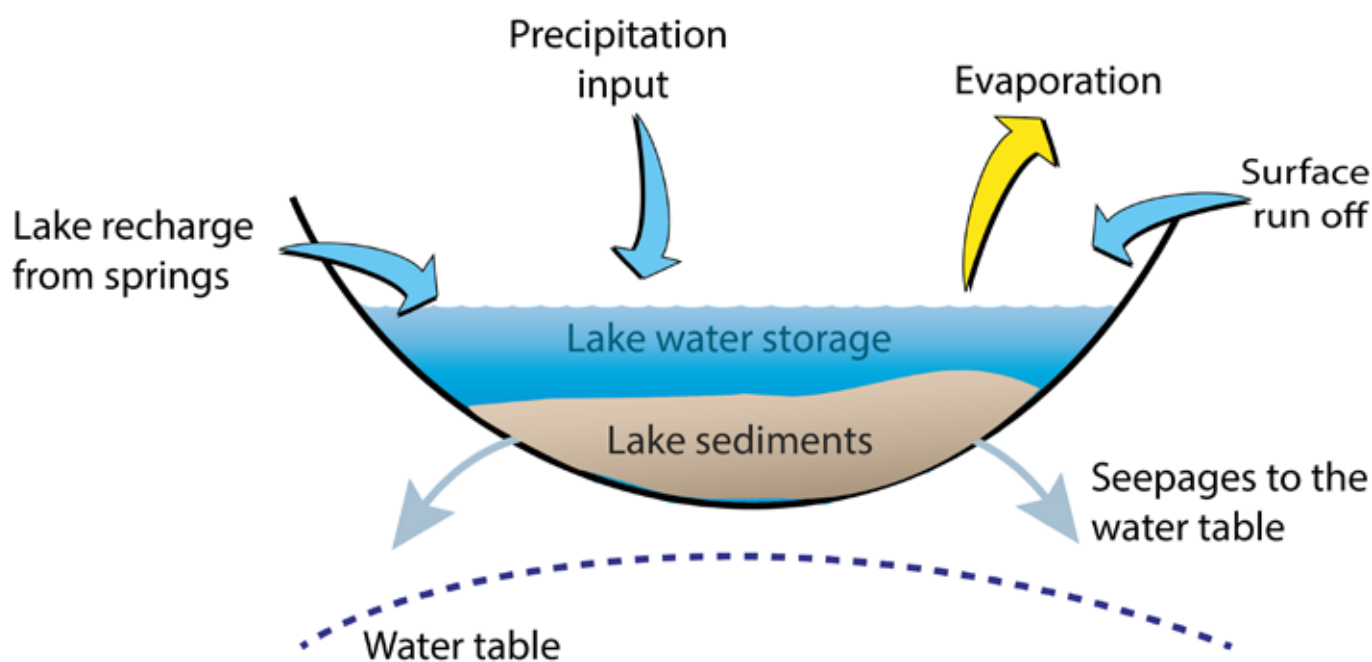 Precipitation
input
Evaporation
Surface
run off
Lake recharge
from springs
Lake water storage
Lake sediments
Seepages to the
water table
Water table